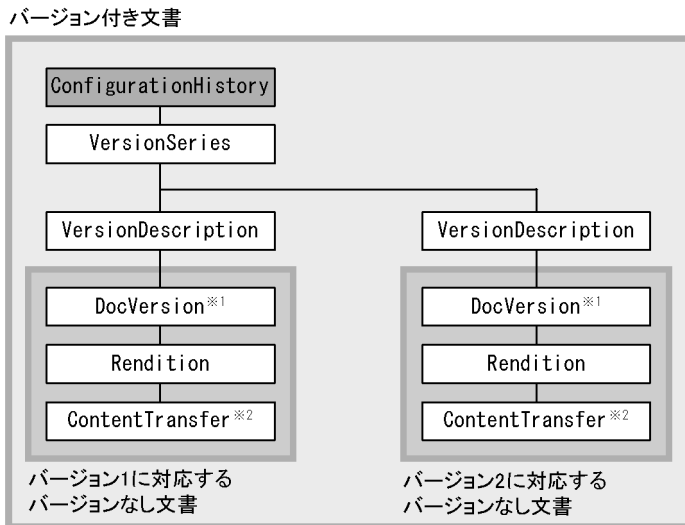 バージョン付き文書
ConfigurationHistory
VersionSeries
VersionDescription
VersionDescription
DocVersion※1
DocVersion※1
Rendition
Rendition
ContentTransfer※2
ContentTransfer※2
バージョン1に対応する
バージョンなし文書
バージョン2に対応する
バージョンなし文書